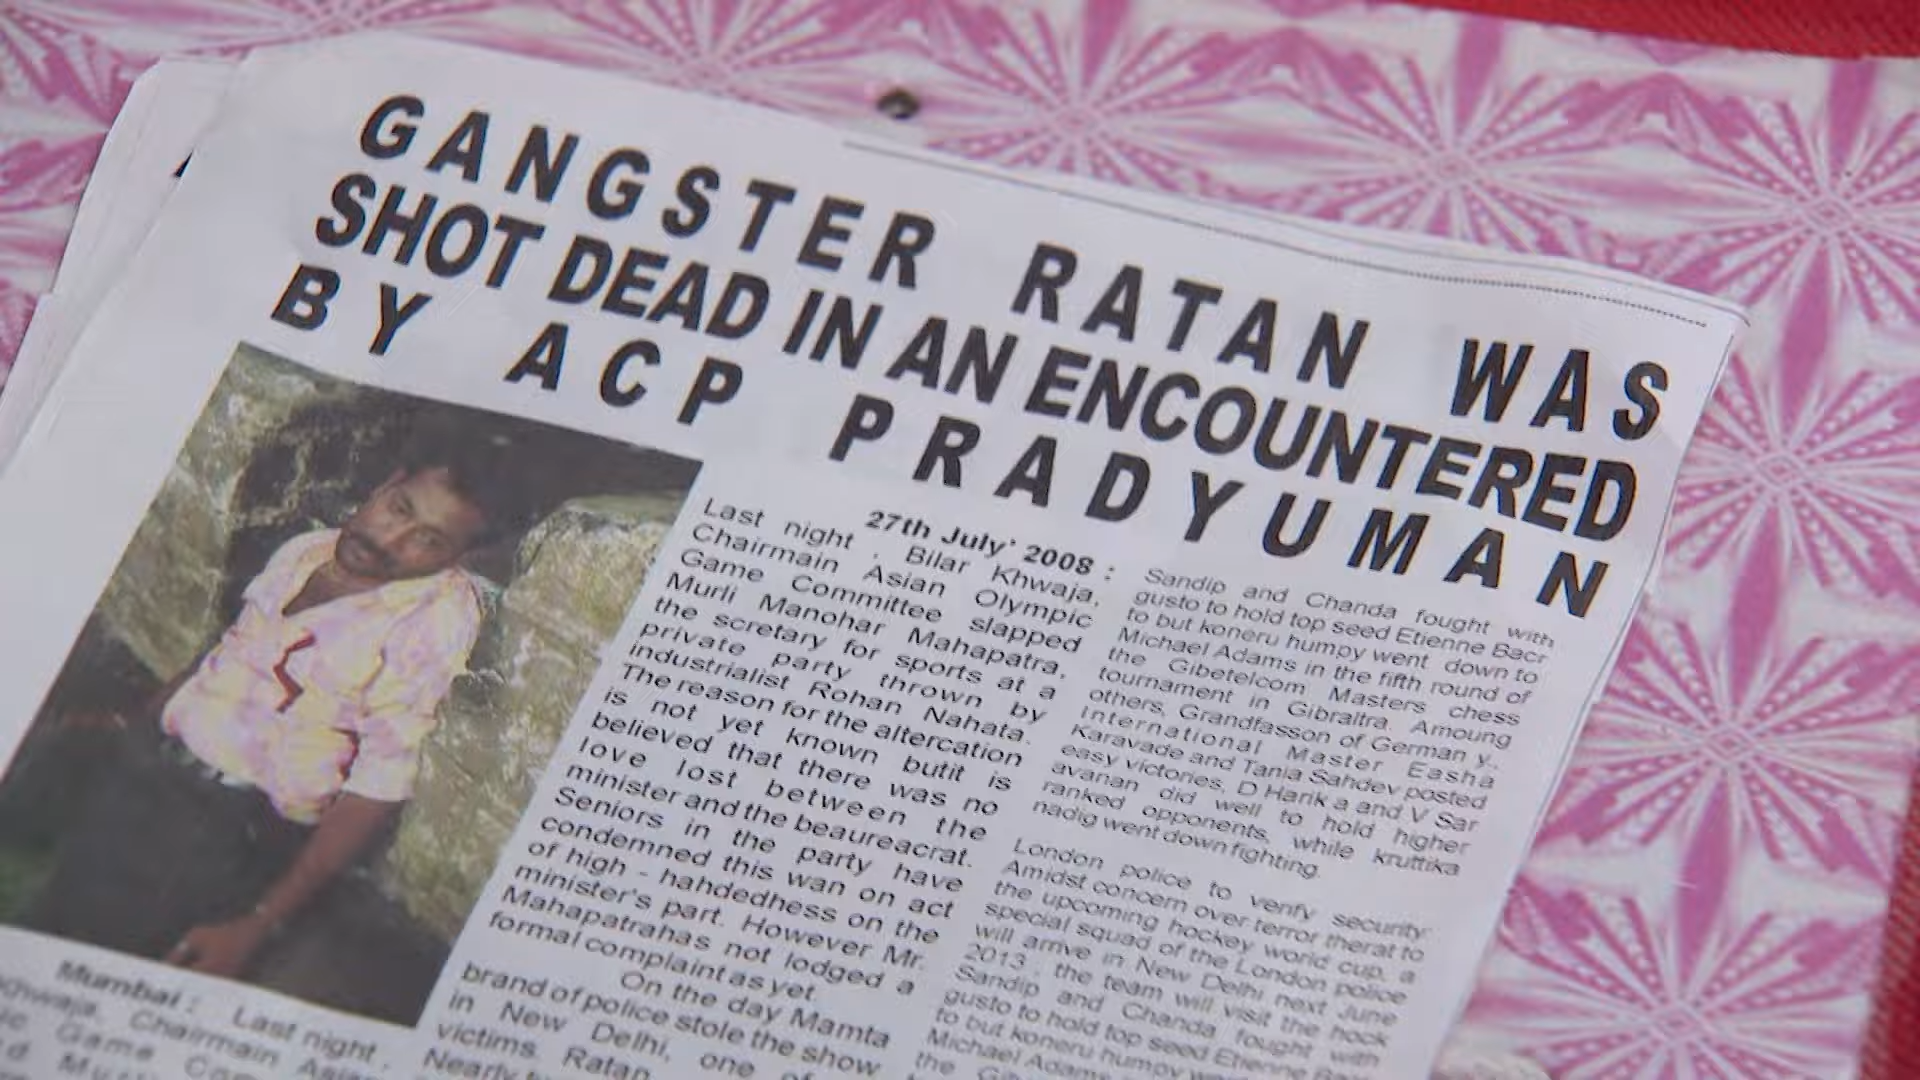 GANGSTER RATAN WAS
SHOT DEAD IN AN ENCOUNTERED
BY ACP PRADYUMAN
27th July' 2008 :
Last night . Bilar Khwaja,
Chairmain Asian Olympic
Game Committee slapped
Murli Manohar Mahapatra,
the scretary for sports at a
private party thrown by
industrialist Rohan Nahata.
The reason for the altercation
is not yet known butit is
believed that there was no
love lost between the
minister and the beaureacrat.
Seniors in the party have
condemned this wan on act
of high - hahdedhess on the
minister's part. However Mr.
Mahapatrahas not lodged a
formal complaint as yet.
On the day Mamta
brand of police stole the show
in New Delhi, one of
victims. Ratan
Nearly
Sandip and Chanda fought with
gusto to hold top seed Etienne Bacr
to but koneru humpy went down to
Michael Adams in the fifth round of
the Gibetelcom Masters chess
tournament in Gibraltra. Amoung
others, Grandfasson of German y.,
International Master Easha
Karavade and Tania Sahdev posted
easy victories, D Harik a and V Sar
avanan did well to hold higher
ranked opponents, while kruttika
nadig went down fighting.
London police to verify security:
Amidst concern over terror therat to
the upcoming hockey world cup, a
special squad of the London police
will arrive in New Delhi next June
2013 . the team will visit the hock
Sandip and Chanda fought with
gusto to hold top seed Etienne
to but koneru humpy
Michael Adams
the
Mumbai : Last night .
Chairmain
Game